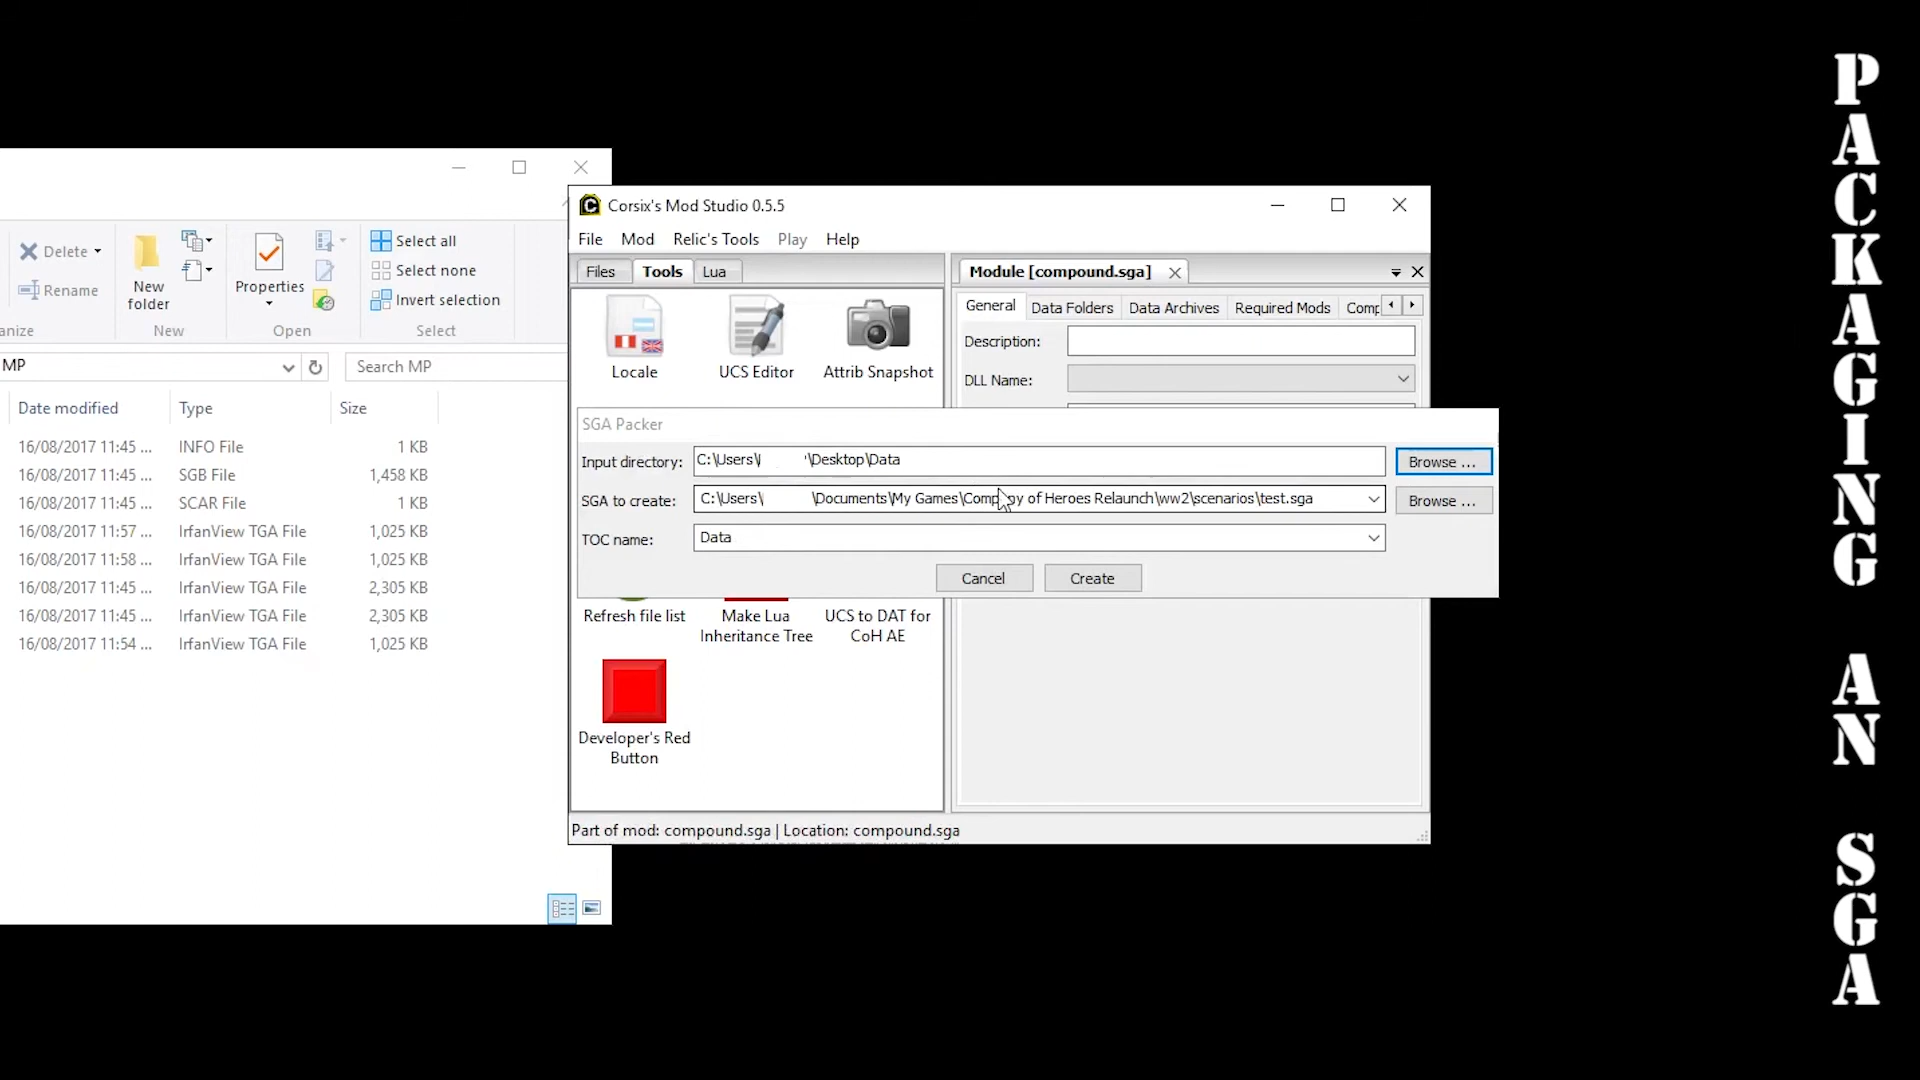 Delete
Rename
anize
New
folder
New
Properties
Open
Select all
Select none
Invert selection
Select
MP
Search MP
Date modified Type Size
16/08/2017 11:45 ... INFO File 1 KB
16/08/2017 11:45 ... SGB File 1,458 KB
16/08/2017 11:45 ... SCAR File 1 KB
16/08/2017 11:57 ... IrfanView TGA File 1,025 KB
16/08/2017 11:58 ... IrfanView TGA File 1,025 KB
16/08/2017 11:45 ... IrfanView TGA File 2,305 KB
16/08/2017 11:45 ... IrfanView TGA File 2,305 KB
16/08/2017 11:54 ... IrfanView TGA File 1,025 KB
Corsix's Mod Studio 0.5.5
File Mod Relic's Tools Play Help
Files Tools Lua
Locale UCS Editor Attrib Snapshot
Module [compound.sga]
General Data Folders Data Archives Required Mods Comp
Description:
DLL Name:
SGA Packer
Input directory: C:\Users\ \Desktop\Data Browse ...
SGA to create: C:\Users\ \Documents\My Games\Company of Heroes Relaunch\ww2\scenarios\test.sga Browse ...
TOC name: Data
Cancel Create
Refresh file list
Make Lua
Inheritance Tree
UCS to DAT for
CoH AE
Developer's Red
Button
Part of mod: compound.sga | Location: compound.sga
PACKAGING AN SGA